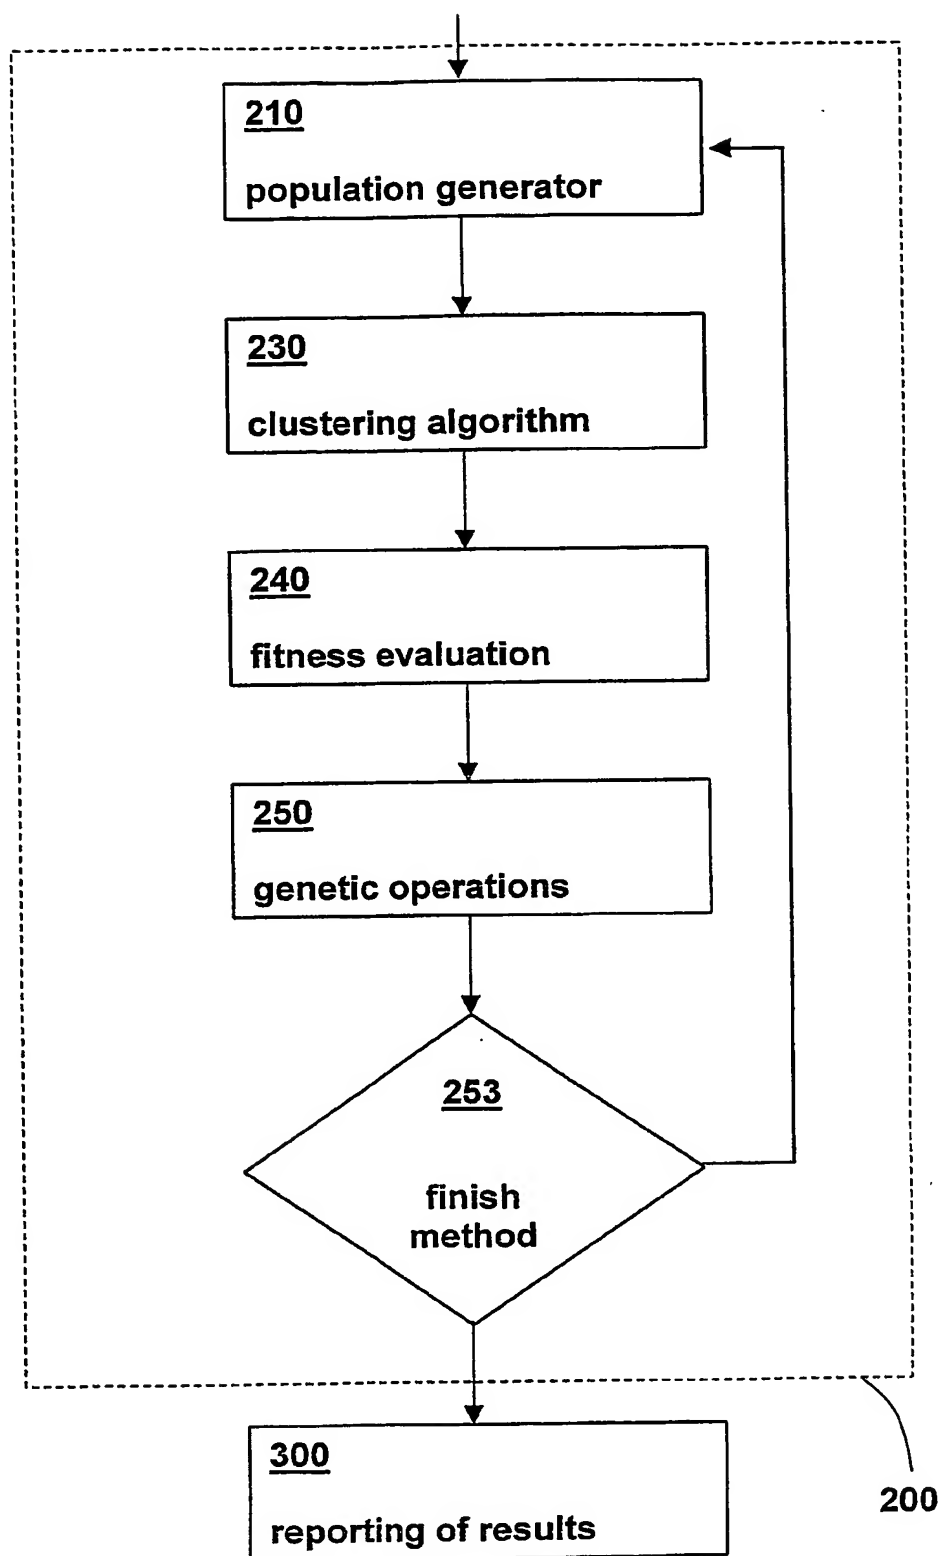 210
population generator
230
clustering algorithm
240
fitness evaluation
250
genetic operations
253
finish
method
300
reporting of results
200